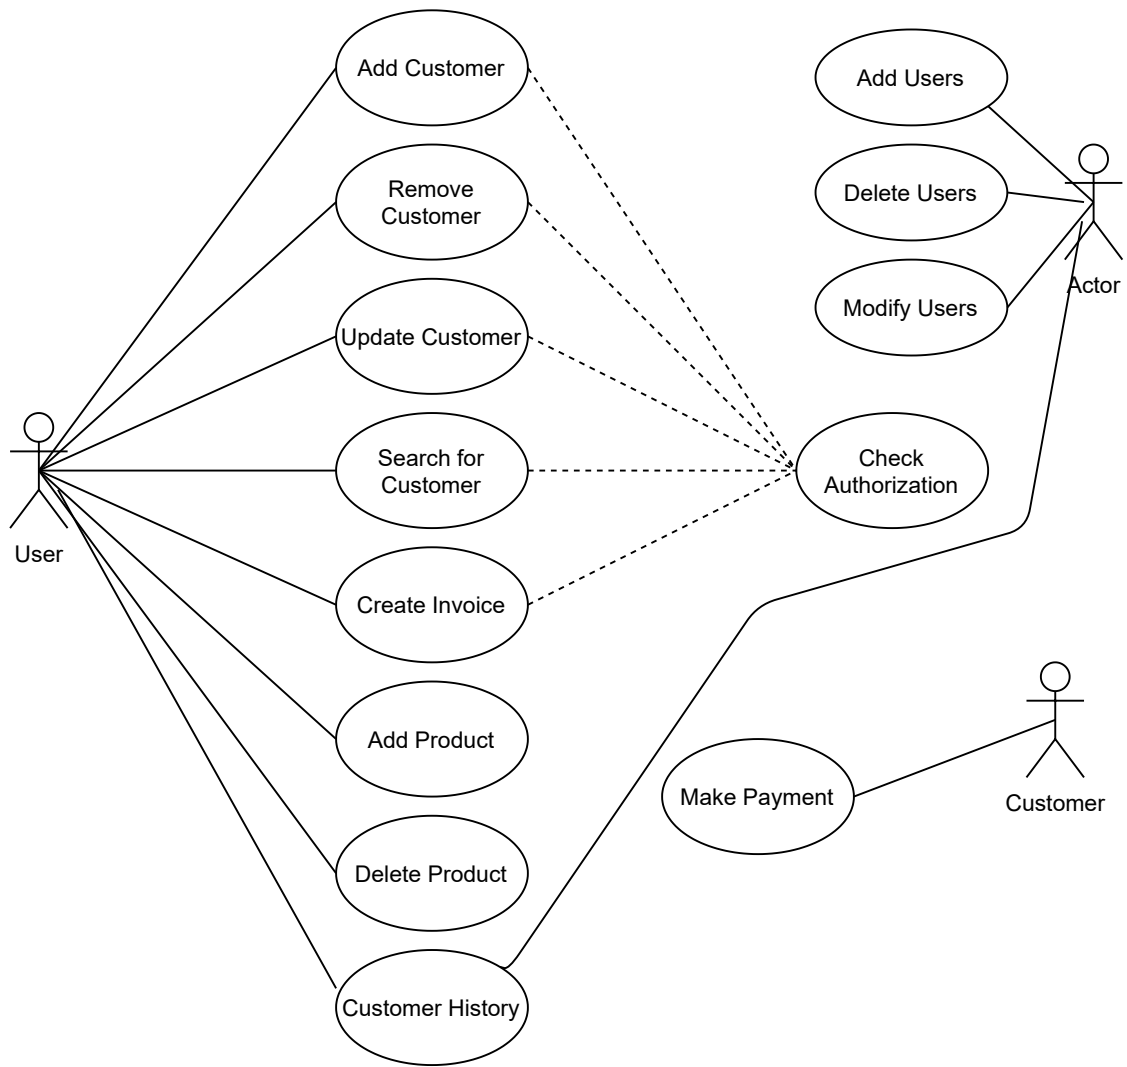 Add Customer
Add Users
Remove
Customer
Delete Users
Actor
Update Customer
Modify Users
Search for
Customer
Check
Authorization
User
Create Invoice
Add Product
Make Payment
Customer
Delete Product
Customer History